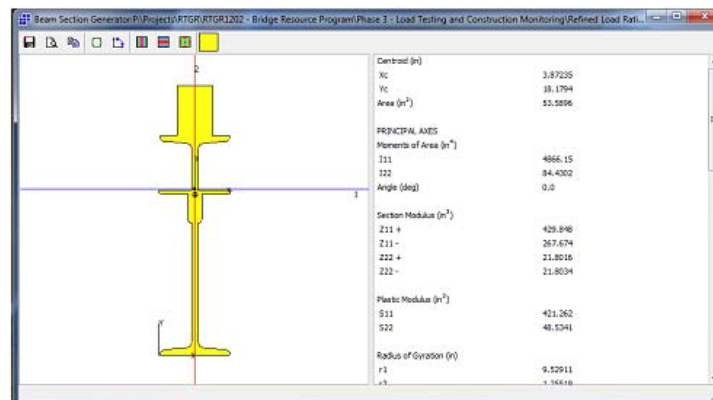 Beam Section Generator P:\Projects\RTGR\RTGR1202 - Bridge Resource Program\Phase 3 - Load Testing and Construction Monitoring\Refined Load Rati...
2
1
Y
Centroid (in)
Xc 3.87235
Yc 18.1794
Area (in²) 53.5896
PRINCIPAL AXES
Moments of Area (in⁴)
I11 4866.15
I22 84.4302
Angle (deg) 0.0
Section Modulus (in³)
Z11 + 429.848
Z11 - 267.674
Z22 + 21.8016
Z22 - 21.8034
Plastic Modulus (in³)
S11 421.262
S22 48.5341
Radius of Gyration (in)
r1 9.52911